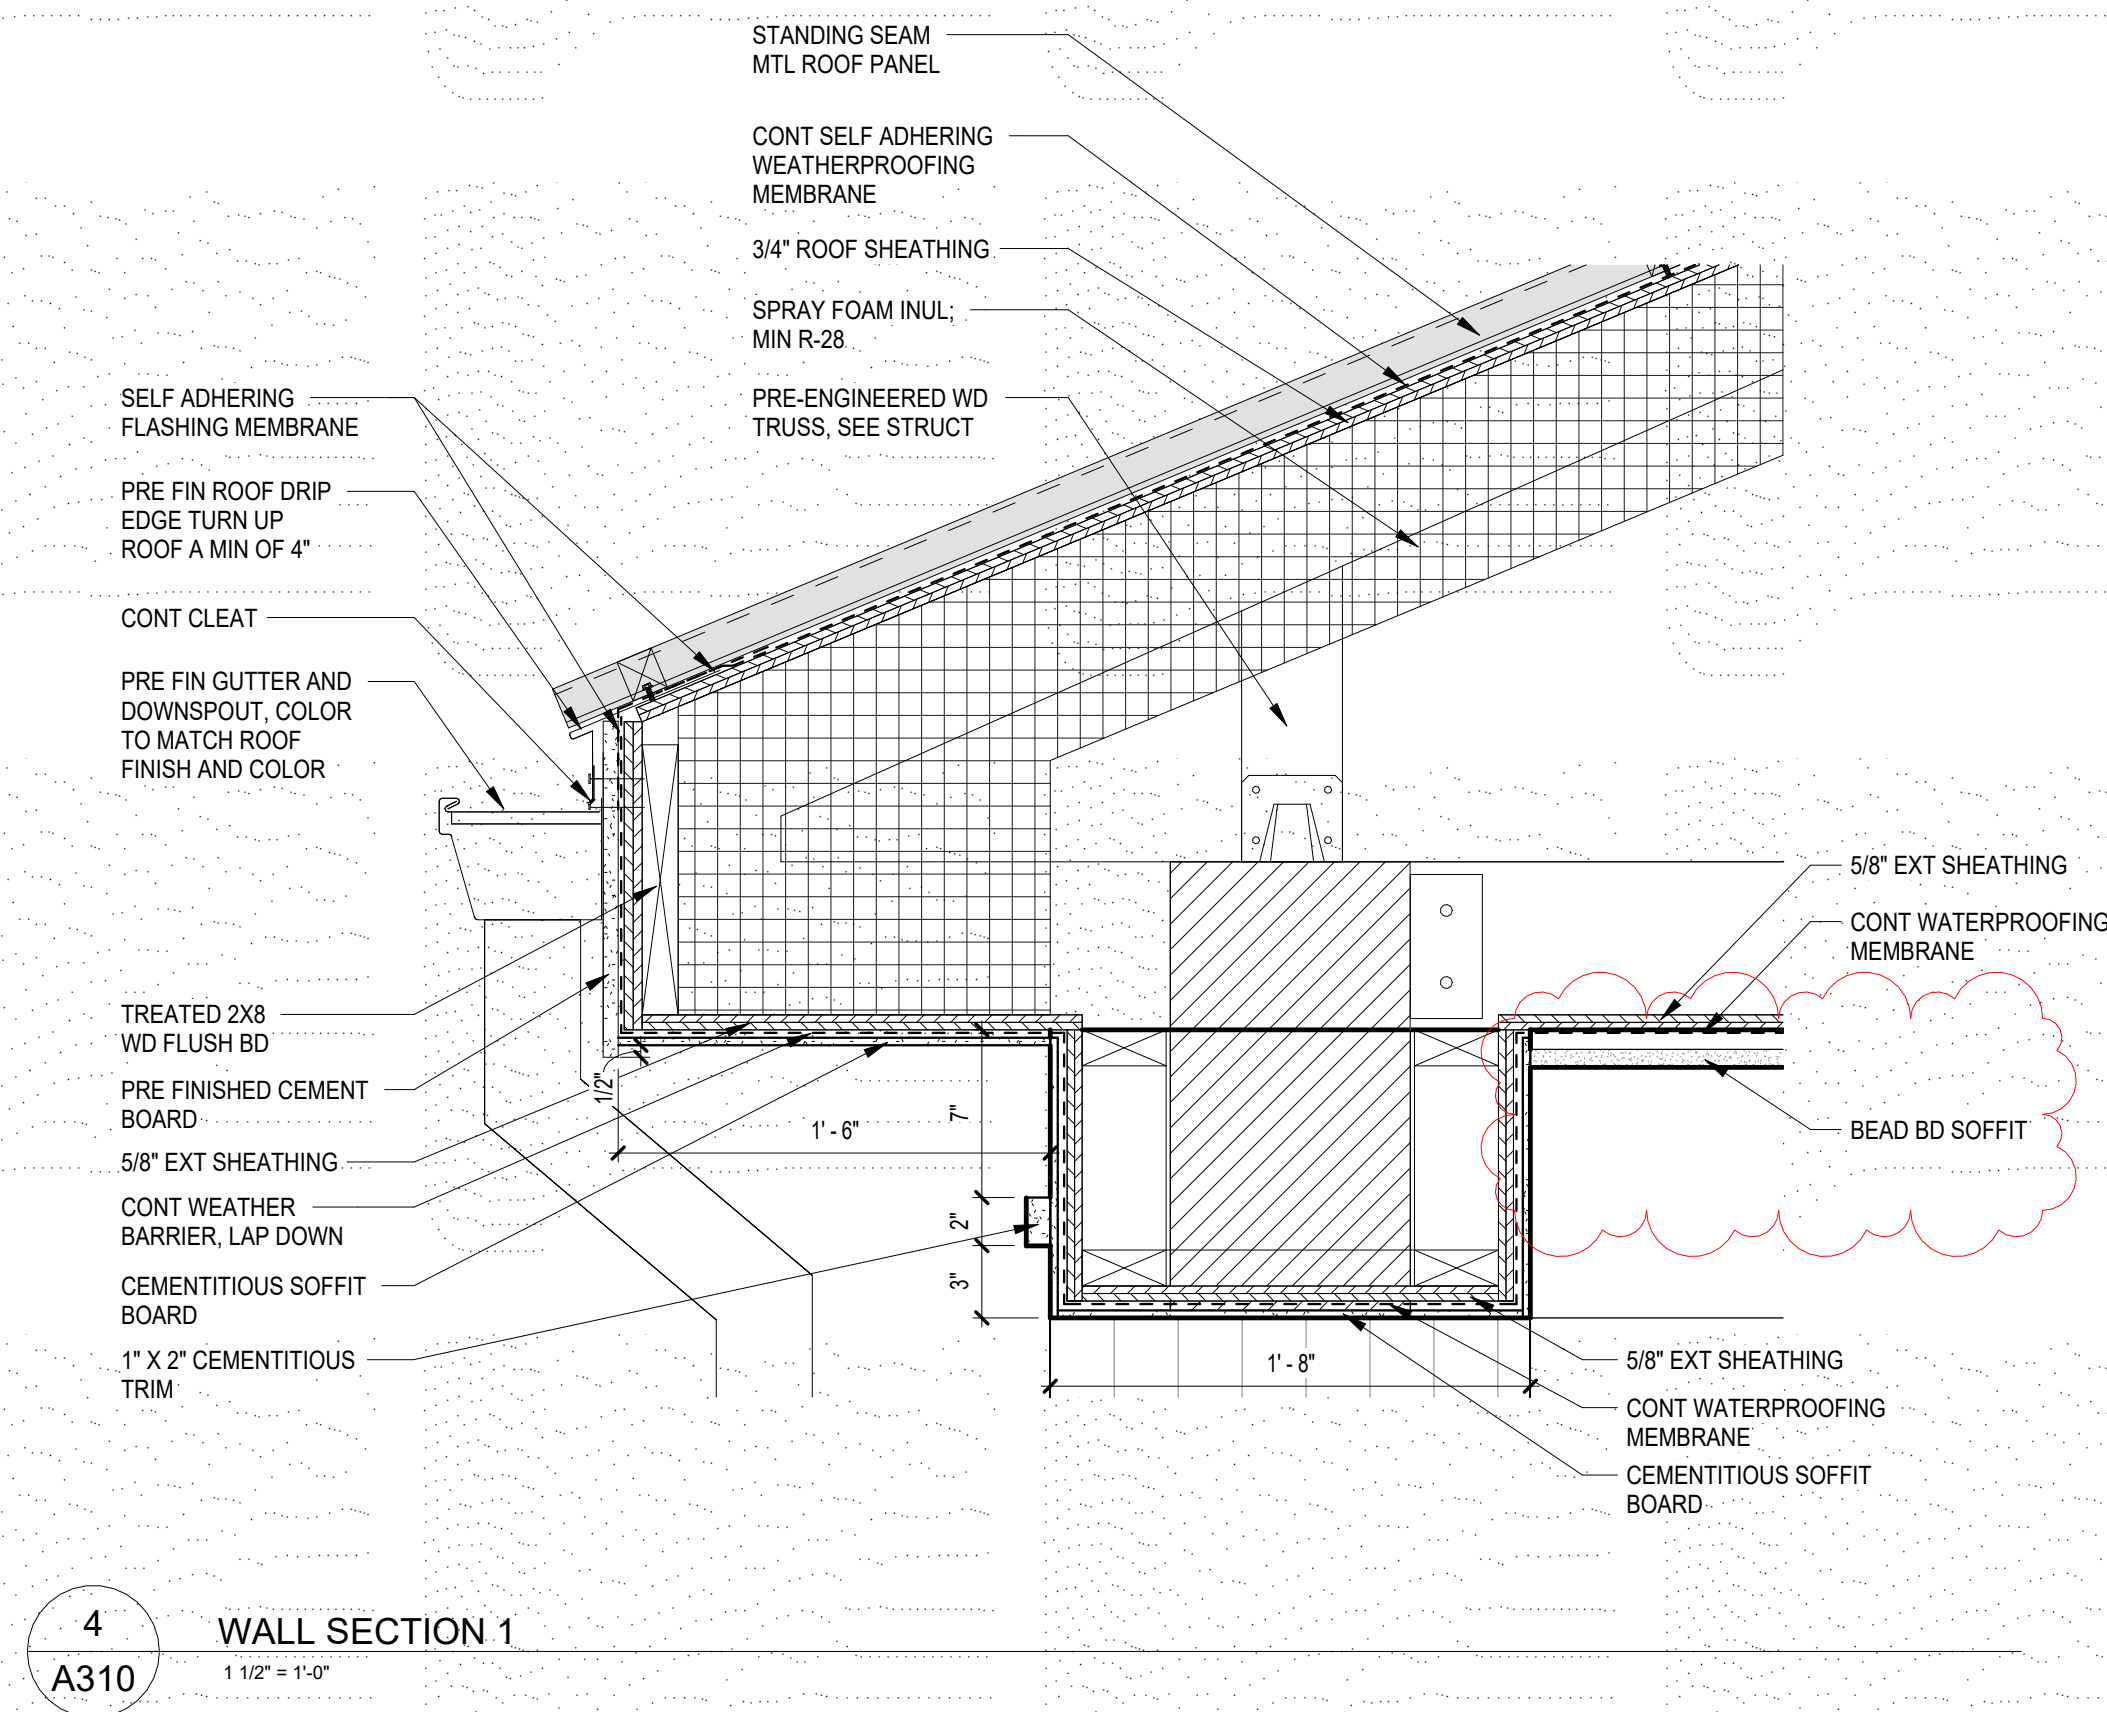 STANDING SEAM
MTL ROOF PANEL
CONT SELF ADHERING
WEATHERPROOFING
MEMBRANE
3/4" ROOF SHEATHING
SPRAY FOAM INUL;
MIN R-28
PRE-ENGINEERED WD
TRUSS, SEE STRUCT
SELF ADHERING
FLASHING MEMBRANE
PRE FIN ROOF DRIP
EDGE TURN UP
ROOF A MIN OF 4"
CONT CLEAT
PRE FIN GUTTER AND
DOWNSPOUT, COLOR
TO MATCH ROOF
FINISH AND COLOR
TREATED 2X8
WD FLUSH BD
PRE FINISHED CEMENT
BOARD
5/8" EXT SHEATHING
CONT WEATHER
BARRIER, LAP DOWN
CEMENTITIOUS SOFFIT
BOARD
1" X 2" CEMENTITIOUS
TRIM
1/2"
1' - 6"
7"
2"
3"
1' - 8"
5/8" EXT SHEATHING
CONT WATERPROOFING
MEMBRANE
BEAD BD SOFFIT
5/8" EXT SHEATHING
CONT WATERPROOFING
MEMBRANE
CEMENTITIOUS SOFFIT
BOARD
4
A310
WALL SECTION 1
1 1/2" = 1'-0"